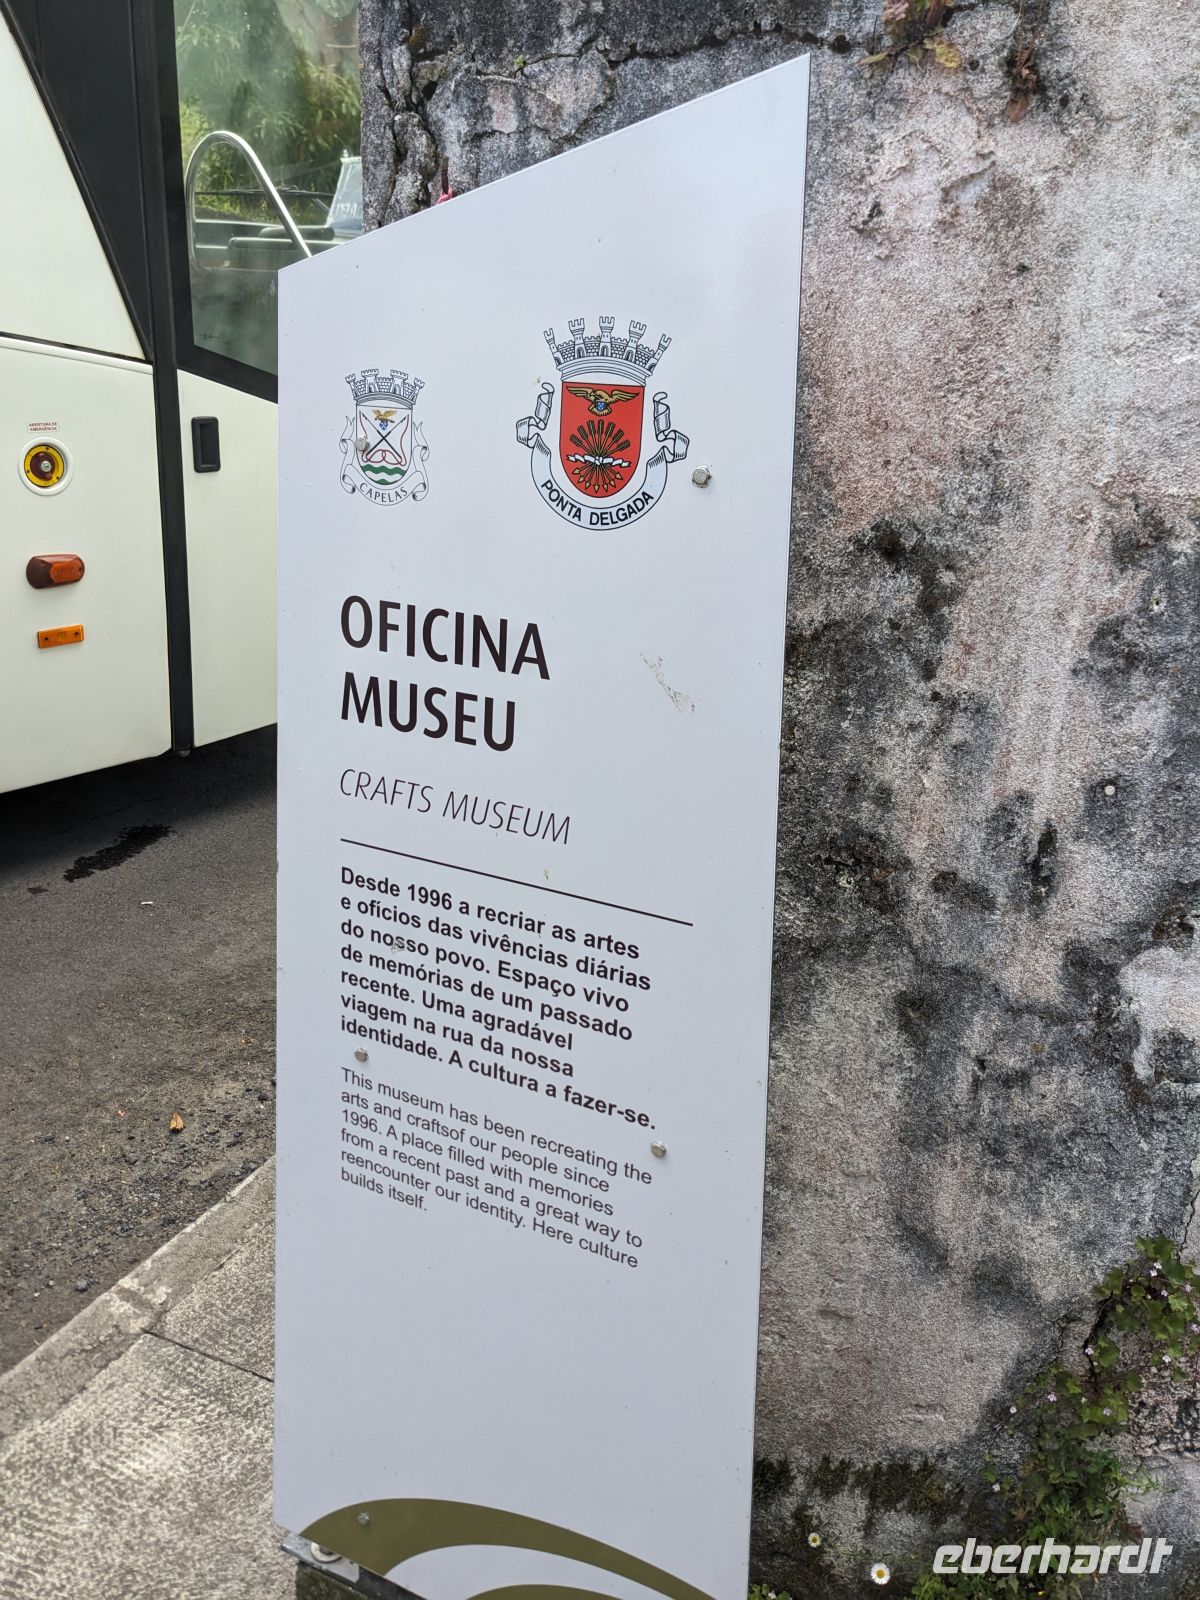 ABERTURA DE
EMERGÊNCIA
CAPELAS
PONTA DELGADA
OFICINA
MUSEU
CRAFTS MUSEUM
Desde 1996 a recriar as artes
e ofícios das vivências diárias
do nosso povo. Espaço vivo
de memórias de um passado
recente. Uma agradável
viagem na rua da nossa
identidade. A cultura a fazer-se.
This museum has been recreating the
arts and craftsof our people since
1996. A place filled with memories
from a recent past and a great way to
reencounter our identity. Here culture
builds itself.
eberhardt